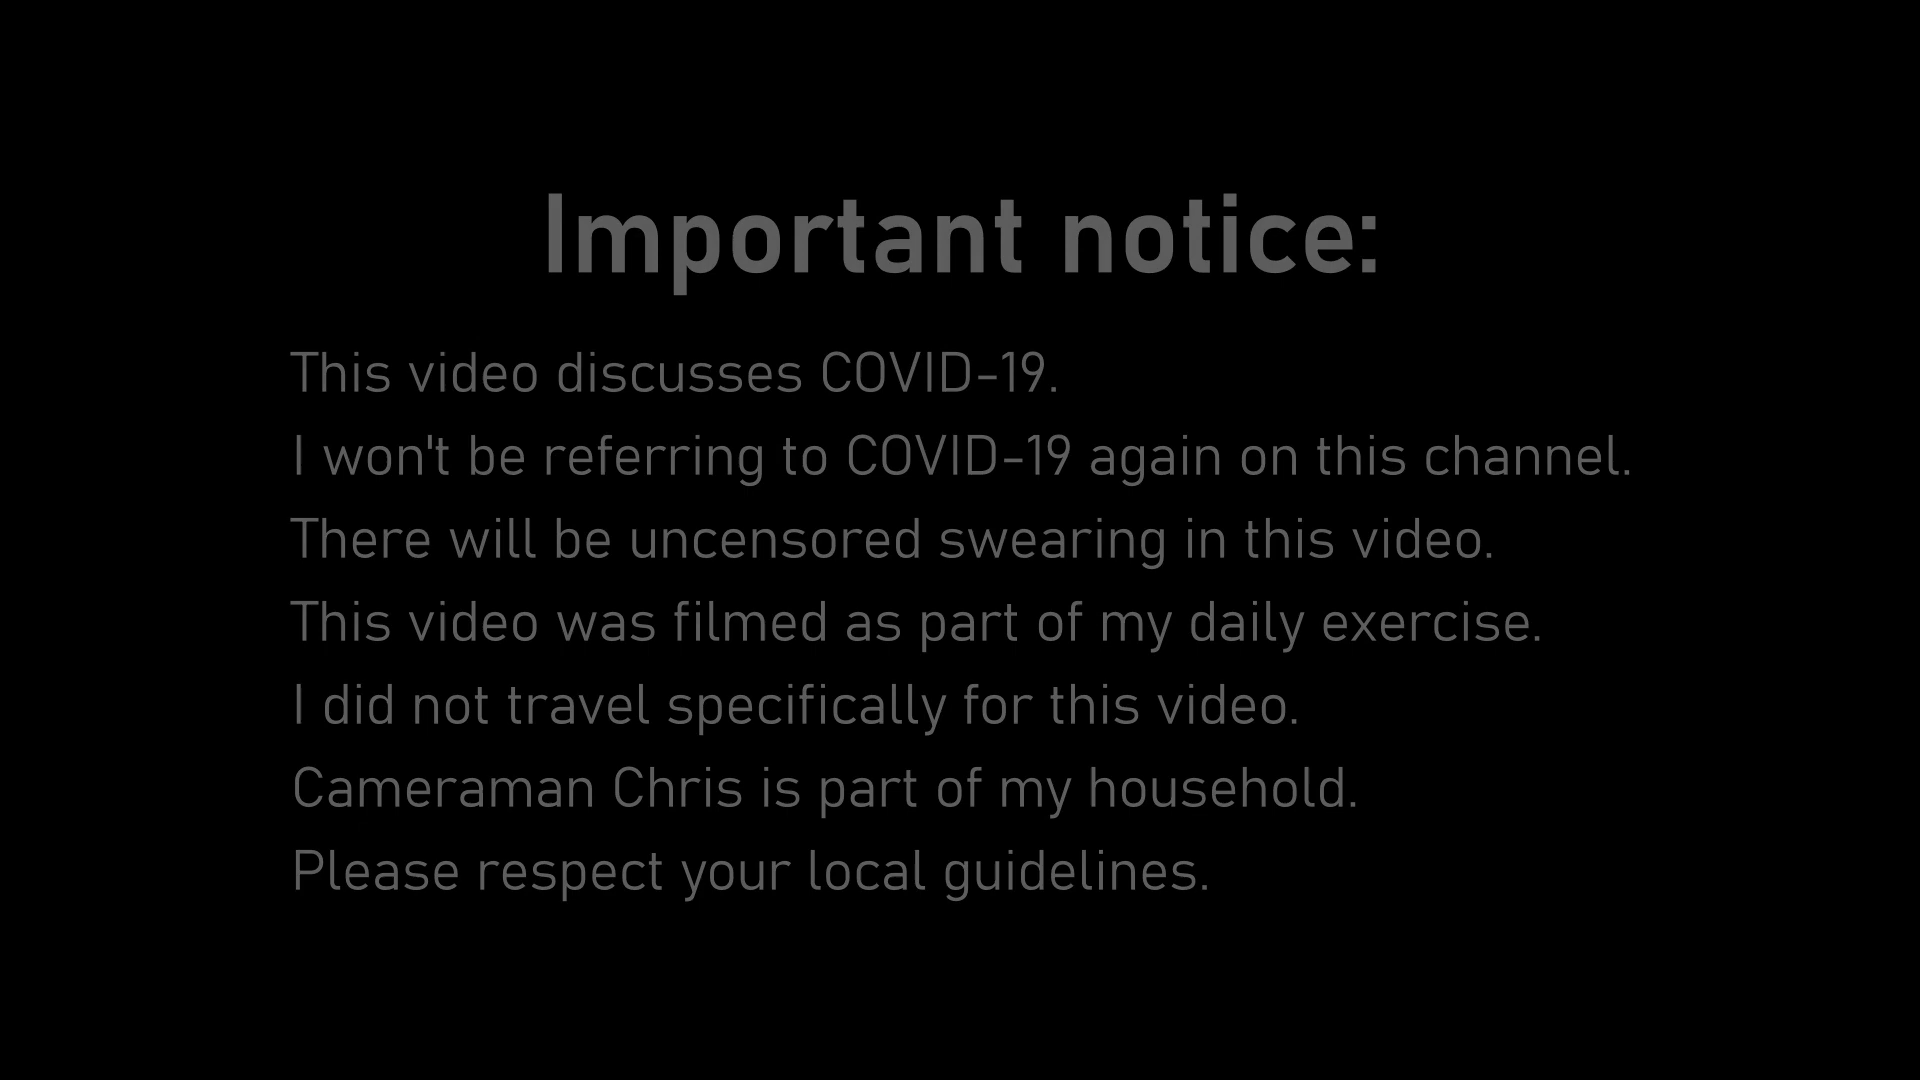 Important notice:
This video discusses COVID-19.
I won't be referring to COVID-19 again on this channel.
There will be uncensored swearing in this video.
This video was filmed as part of my daily exercise.
I did not travel specifically for this video.
Cameraman Chris is part of my household.
Please respect your local guidelines.